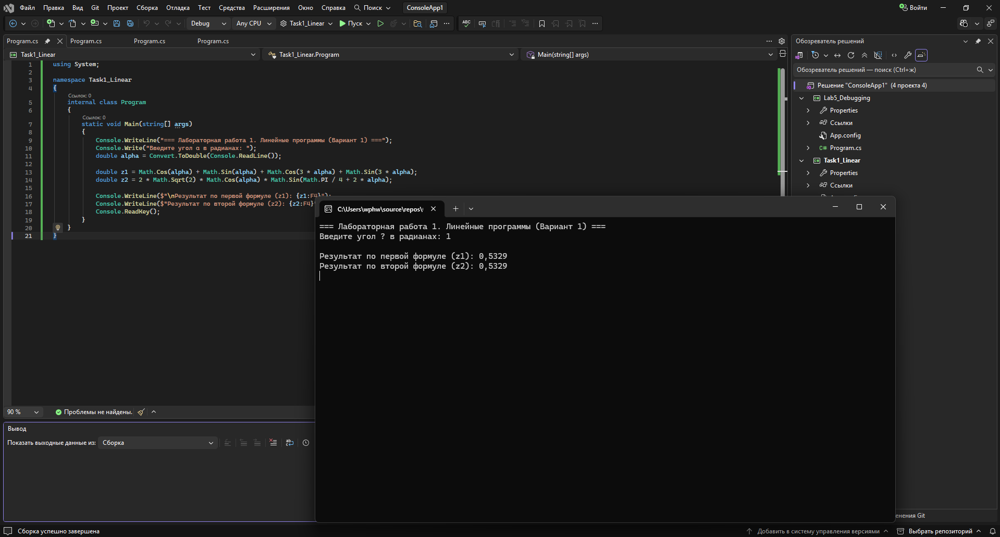 Файл Правка Вид Git Проект Сборка Отладка Тест Средства Расширения Окно Справка Поиск ConsoleApp1 Войти
Debug Any CPU Task1_Linear Пуск
Program.cs Program.cs Program.cs Program.cs
Task1_Linear Task1_Linear.Program Main(string[] args)
1 using System;
2
3 namespace Task1_Linear
4 {
Ссылок: 0
5 internal class Program
6 {
Ссылок: 0
7 static void Main(string[] args)
8 {
9 Console.WriteLine("=== Лабораторная работа 1. Линейные программы (Вариант 1) ===");
10 Console.Write("Введите угол α в радианах: ");
11 double alpha = Convert.ToDouble(Console.ReadLine());
12
13 double z1 = Math.Cos(alpha) + Math.Sin(alpha) + Math.Cos(3 * alpha) + Math.Sin(3 * alpha);
14 double z2 = 2 * Math.Sqrt(2) * Math.Cos(alpha) * Math.Sin(Math.PI / 4 + 2 * alpha);
15
16 Console.WriteLine($"\nРезультат по первой формуле (z1): {z1:F4}");
17 Console.WriteLine($"Результат по второй формуле (z2): {z2:F4}
18 Console.ReadKey();
19 }
20 }
21 }
90 % Проблемы не найдены.
Вывод
Показать выходные данные из: Сборка
C:\Users\wphw\source\repos\
=== Лабораторная работа 1. Линейные программы (Вариант 1) ===
Введите угол ? в радианах: 1
Результат по первой формуле (z1): 0,5329
Результат по второй формуле (z2): 0,5329
Обозреватель решений
Обозреватель решений — поиск (Ctrl+ж)
Решение "ConsoleApp1" (4 проекта 4)
Lab5_Debugging
Properties
Ссылки
App.config
C# Program.cs
Task1_Linear
Properties
Ссылки
енения Git
Сборка успешно завершена Добавить в систему управления версиями Выбрать репозиторий